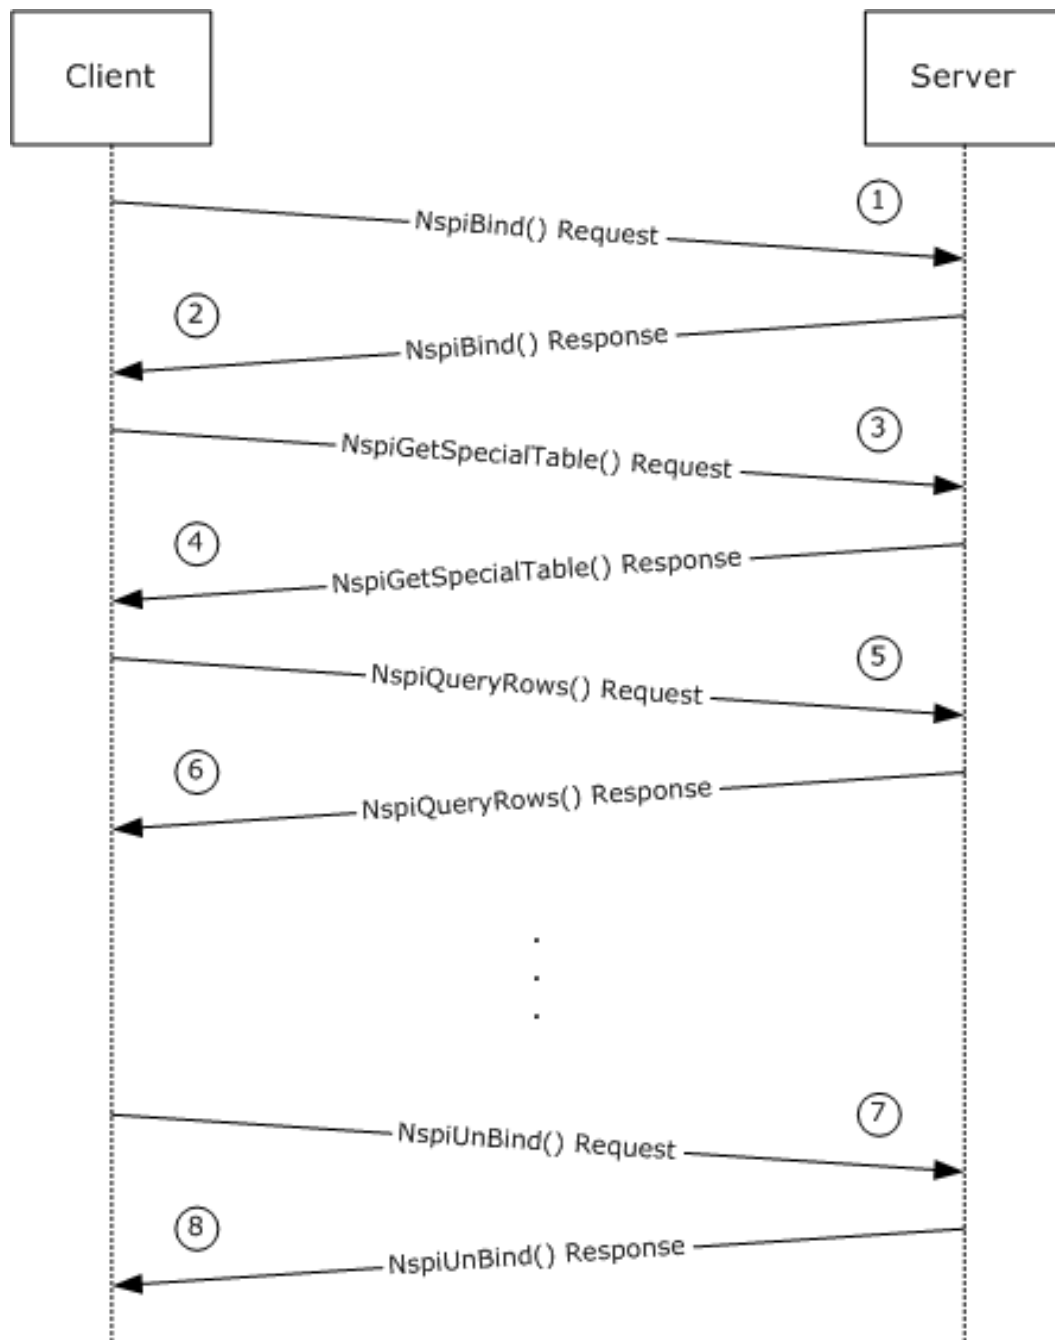 Client
Server
1
NspiBind() Request
2
NspiBind() Response
3
NspiGetSpecialTable() Request
4
NspiGetSpecialTable() Response
5
NspiQueryRows() Request
6
NspiQueryRows() Response
.
.
.
7
NspiUnBind() Request
8
NspiUnBind() Response